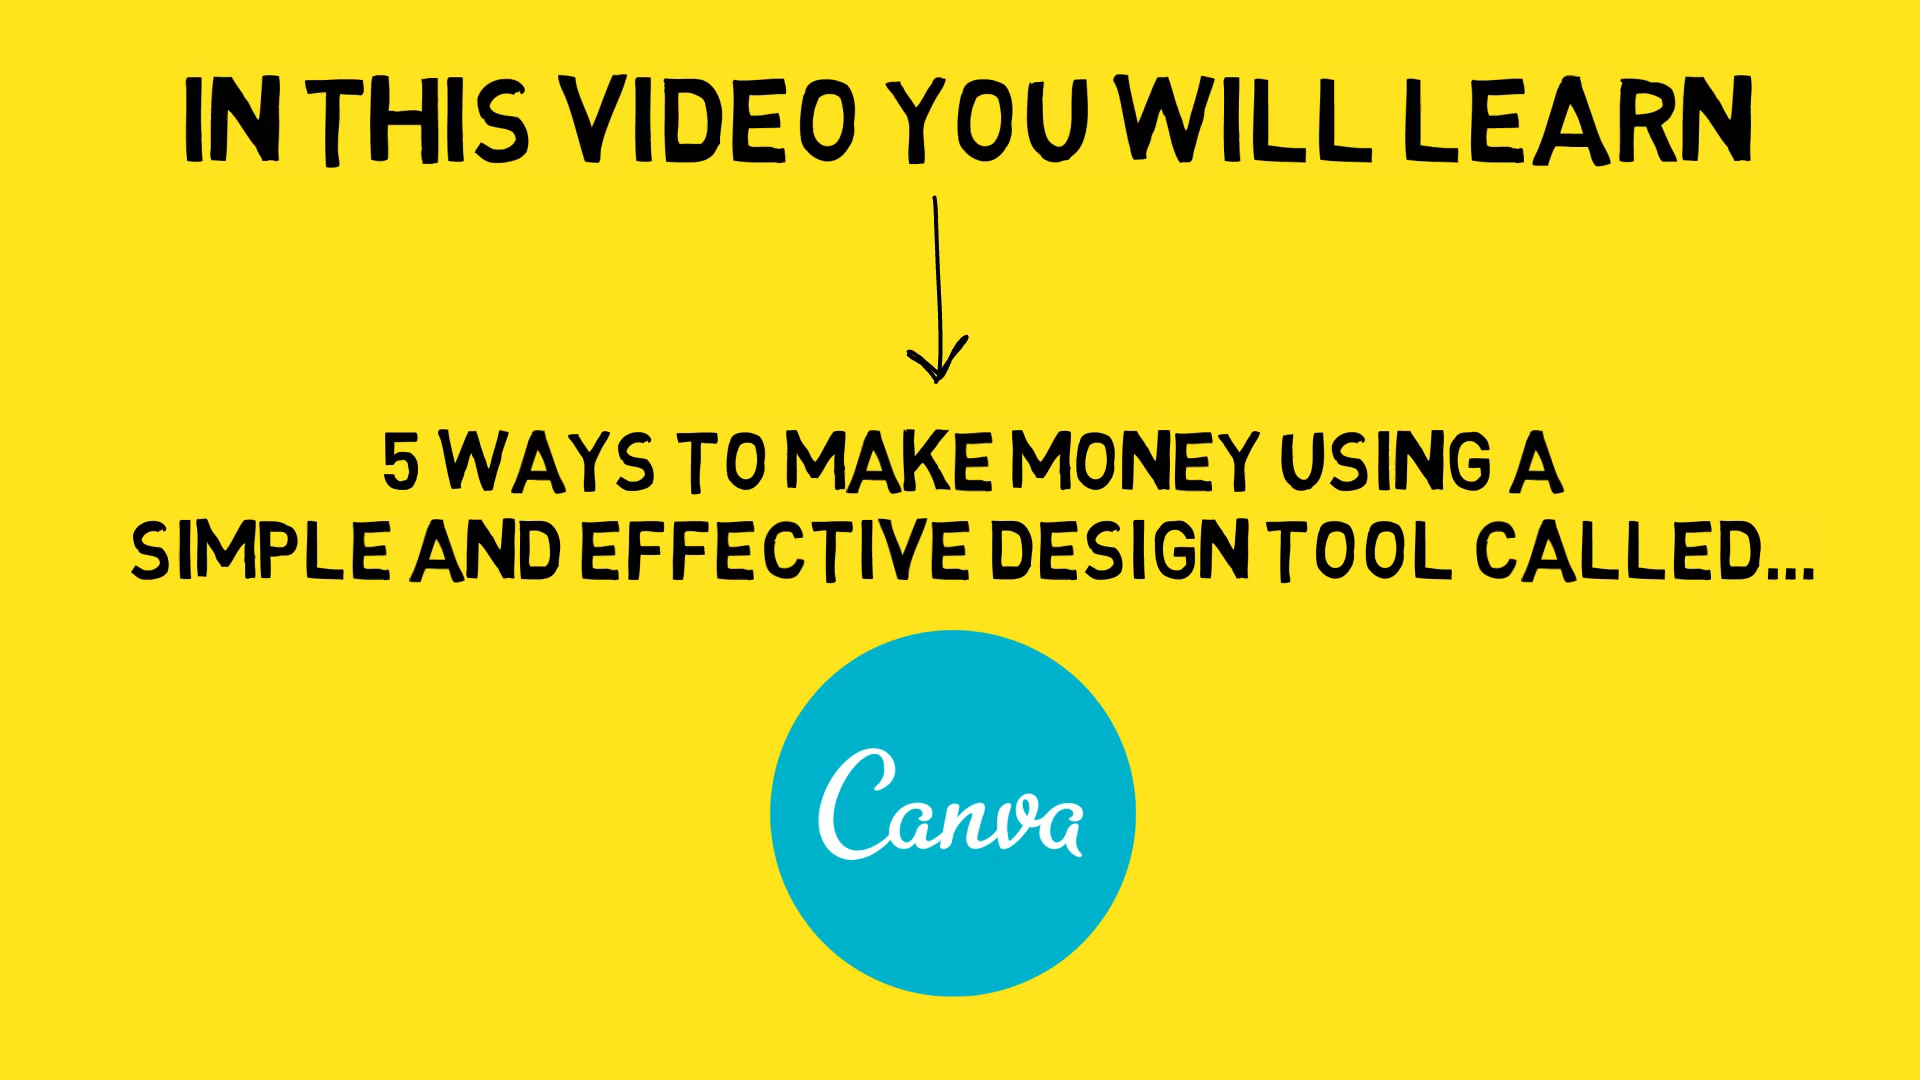 IN THIS VIDEO YOU WILL LEARN
5 WAYS TO MAKE MONEY USING A
SIMPLE AND EFFECTIVE DESIGN TOOL CALLED...
Canva